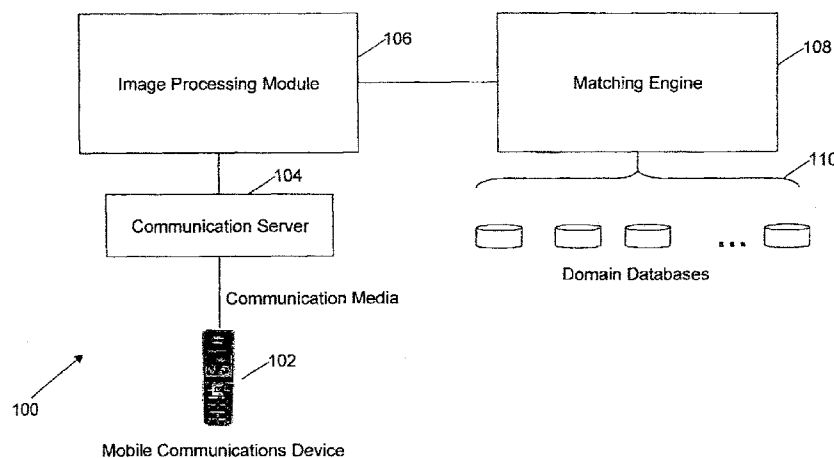 106
Image Processing Module
108
Matching Engine
104
Communication Server
110
...
Domain Databases
Communication Media
102
100
Mobile Communications Device